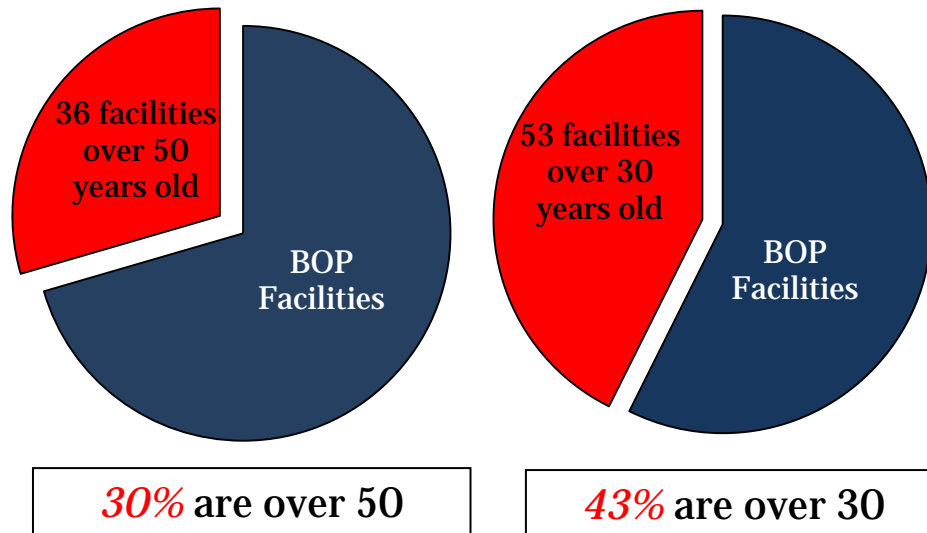 36 facilities
over 50
years old
BOP
Facilities
53 facilities
over 30
years old
BOP
Facilities
30% are over 50
43% are over 30